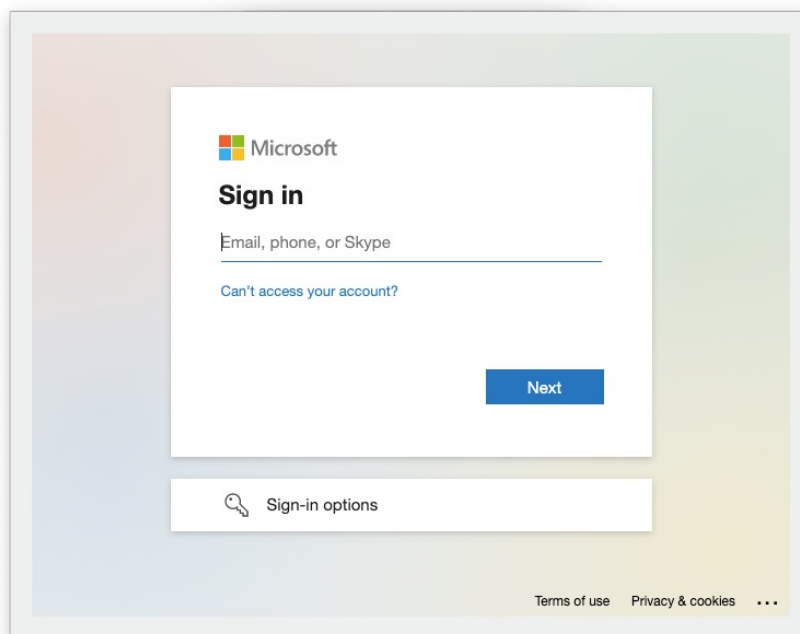 Microsoft
Sign in
Email, phone, or Skype
Can't access your account?
Next
Sign-in options
Terms of use Privacy & cookies ...